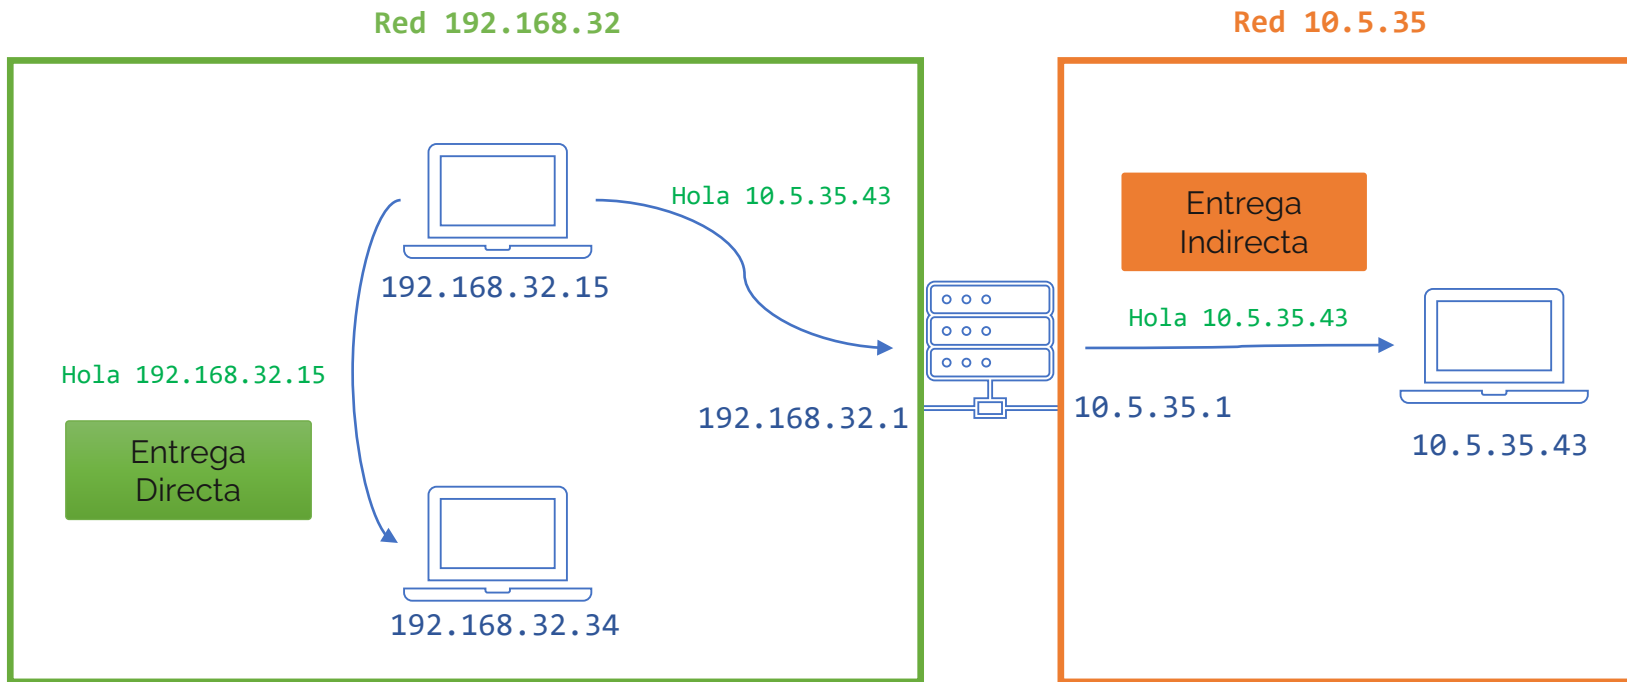 Red 192.168.32
Red 10.5.35
Hola 10.5.35.43
192.168.32.15
Hola 192.168.32.15
Entrega
Directa
192.168.32.34
192.168.32.1
Entrega
Indirecta
Hola 10.5.35.43
10.5.35.1
10.5.35.43